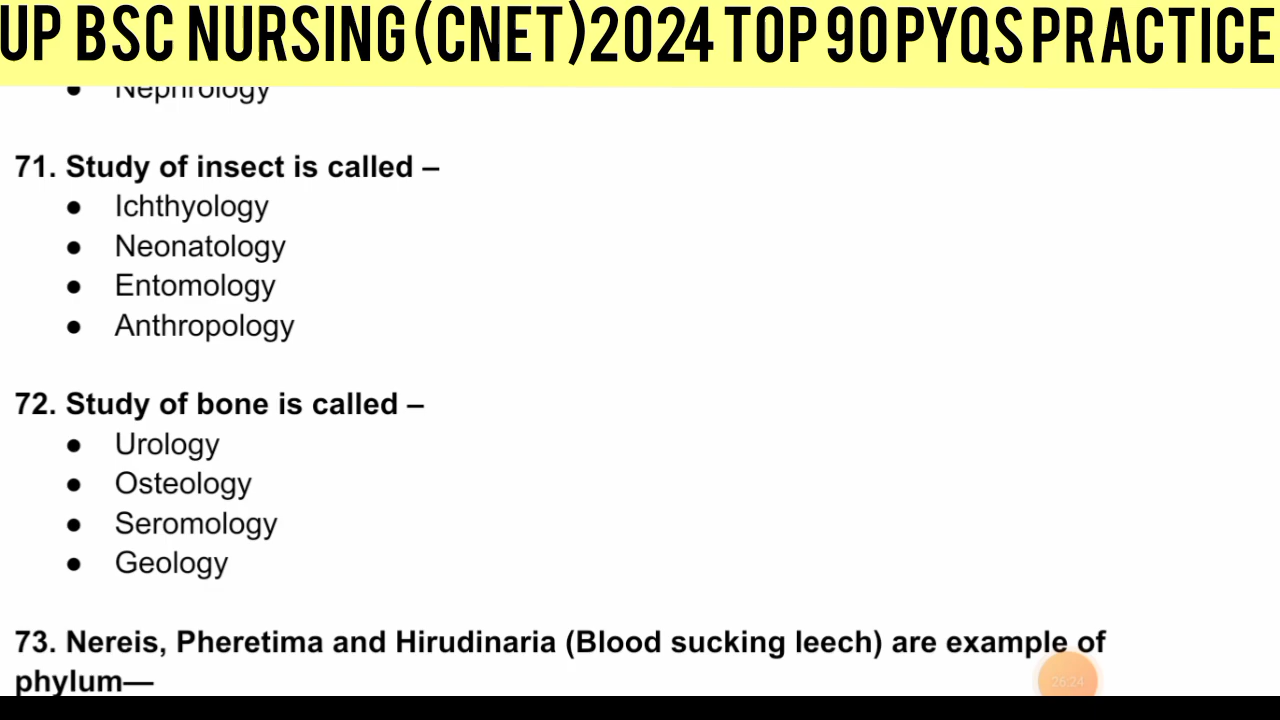 UP BSC NURSING(CNET)2024 TOP 90 PYQS PRACTICE
● Nephrology
71. Study of insect is called –
● Ichthyology
● Neonatology
● Entomology
● Anthropology
72. Study of bone is called –
● Urology
● Osteology
● Seromology
● Geology
73. Nereis, Pheretima and Hirudinaria (Blood sucking leech) are example of
phylum—
26:24